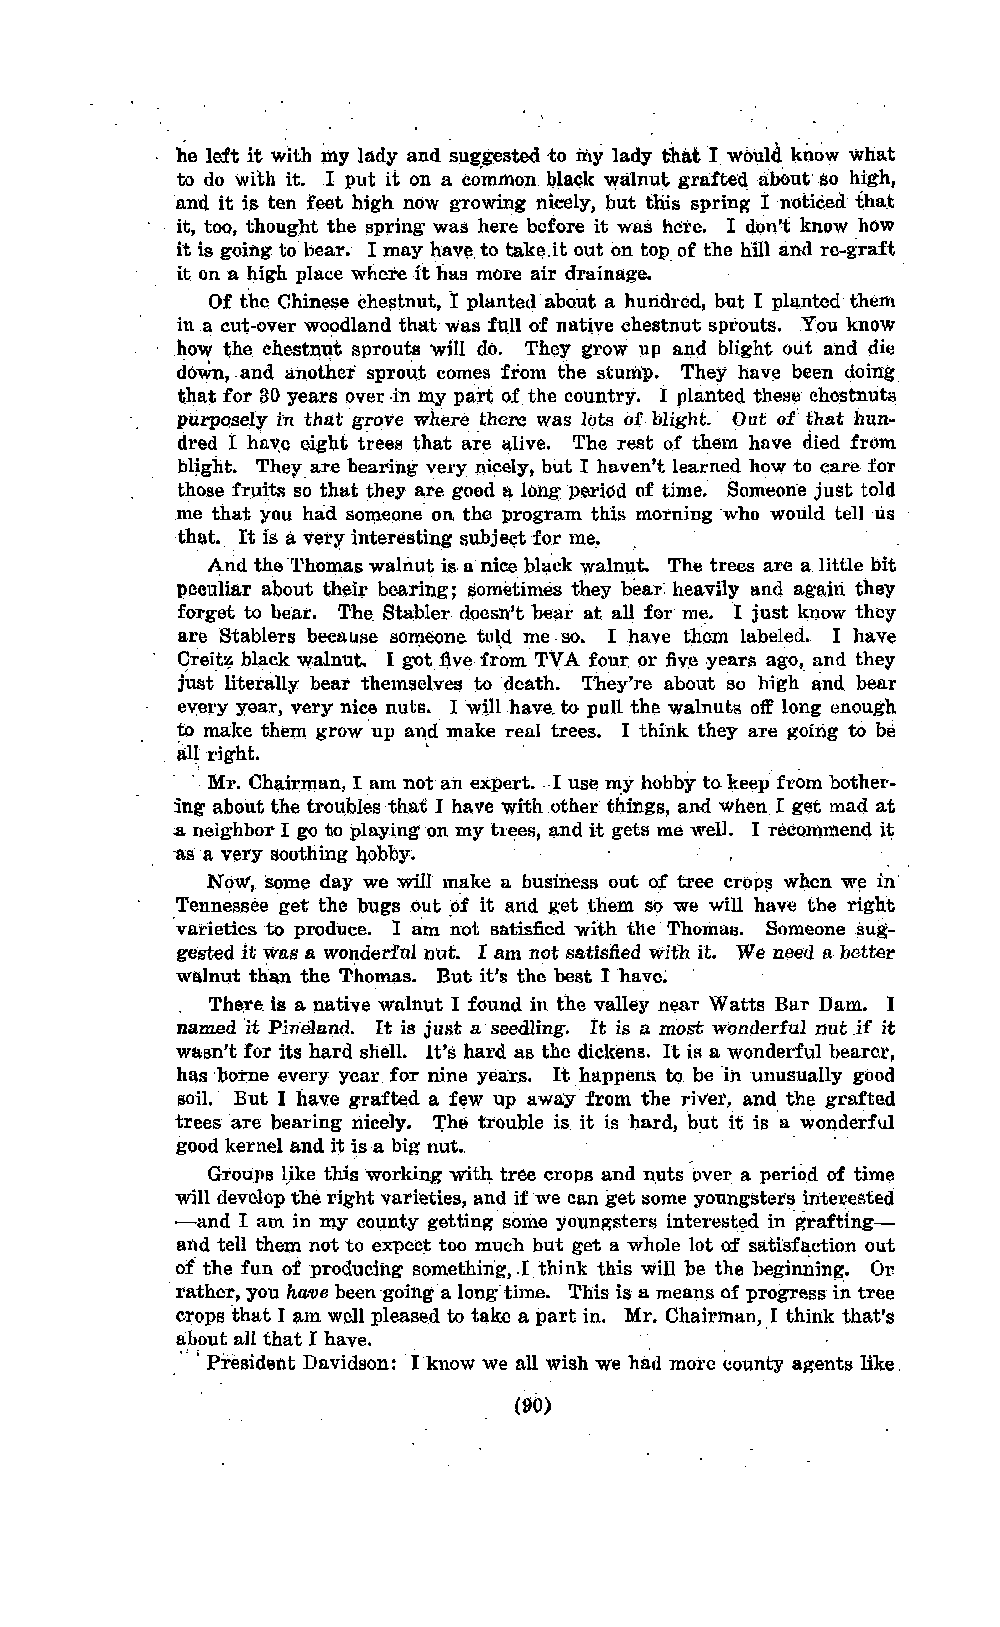 he left it with my lady and suggested to my lady that I would know what
to do with it. I put it on a common black walnut grafted about so high,
and it is ten feet high now growing nicely, but this spring I noticed that
it, too, thought the spring was here before it was here. I don't know how
it is going to bear. I may have to take it out on top of the hill and re-graft
it on a high place where it has more air drainage.
Of the Chinese chestnut, I planted about a hundred, but I planted them
in a cut-over woodland that was full of native chestnut sprouts. You know
how the chestnut sprouts will do. They grow up and blight out and die
down, and another sprout comes from the stump. They have been doing
that for 30 years over in my part of the country. I planted these chestnuts
purposely in that grove where there was lots of blight. Out of that hun-
dred I have eight trees that are alive. The rest of them have died from
blight. They are bearing very nicely, but I haven't learned how to care for
those fruits so that they are good a long period of time. Someone just told
me that you had someone on the program this morning who would tell us
that. It is a very interesting subject for me.
And the Thomas walnut is a nice black walnut. The trees are a little bit
peculiar about their bearing; sometimes they bear heavily and again they
forget to bear. The Stabler doesn't bear at all for me. I just know they
are Stablers because someone told me so. I have them labeled. I have
Creitz black walnut. I got five from TVA four or five years ago, and they
just literally bear themselves to death. They're about so high and bear
every year, very nice nuts. I will have to pull the walnuts off long enough
to make them grow up and make real trees. I think they are going to be
all right.
Mr. Chairman, I am not an expert. I use my hobby to keep from bother-
ing about the troubles that I have with other things, and when I get mad at
a neighbor I go to playing on my trees, and it gets me well. I recommend it
as a very soothing hobby.
Now, some day we will make a business out of tree crops when we in
Tennessee get the bugs out of it and get them so we will have the right
varieties to produce. I am not satisfied with the Thomas. Someone sug-
gested it was a wonderful nut. I am not satisfied with it. We need a better
walnut than the Thomas. But it's the best I have.
There is a native walnut I found in the valley near Watts Bar Dam. I
named it Pineland. It is just a seedling. It is a most wonderful nut if it
wasn't for its hard shell. It's hard as the dickens. It is a wonderful bearer,
has borne every year for nine years. It happens to be in unusually good
soil. But I have grafted a few up away from the river, and the grafted
trees are bearing nicely. The trouble is it is hard, but it is a wonderful
good kernel and it is a big nut.
Groups like this working with tree crops and nuts over a period of time
will develop the right varieties, and if we can get some youngsters interested
—and I am in my county getting some youngsters interested in grafting—
and tell them not to expect too much but get a whole lot of satisfaction out
of the fun of producing something, I think this will be the beginning. Or
rather, you have been going a long time. This is a means of progress in tree
crops that I am well pleased to take a part in. Mr. Chairman, I think that's
about all that I have.
President Davidson: I know we all wish we had more county agents like
(90)